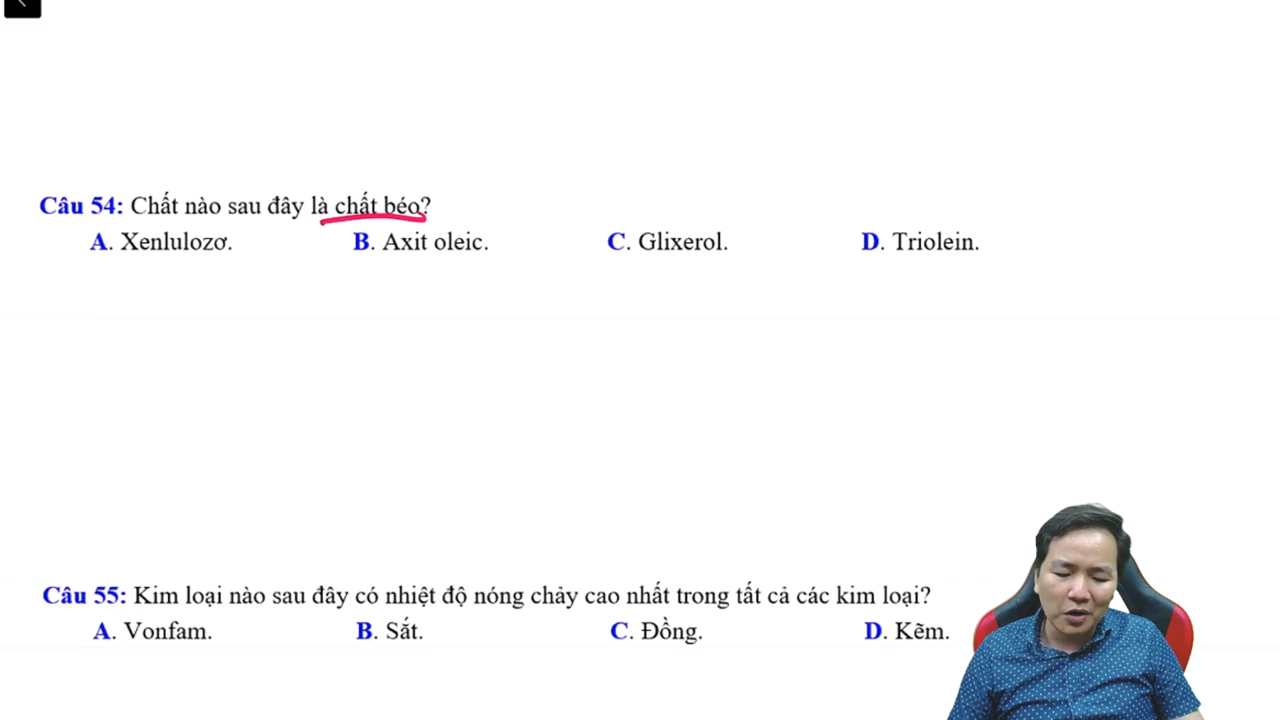 Câu 54: Chất nào sau đây là chất béo?
A. Xenlulozơ. B. Axit oleic. C. Glixerol. D. Triolein.
Câu 55: Kim loại nào sau đây có nhiệt độ nóng chảy cao nhất trong tất cả các kim loại?
A. Vonfam. B. Sắt. C. Đồng. D. Kẽm.